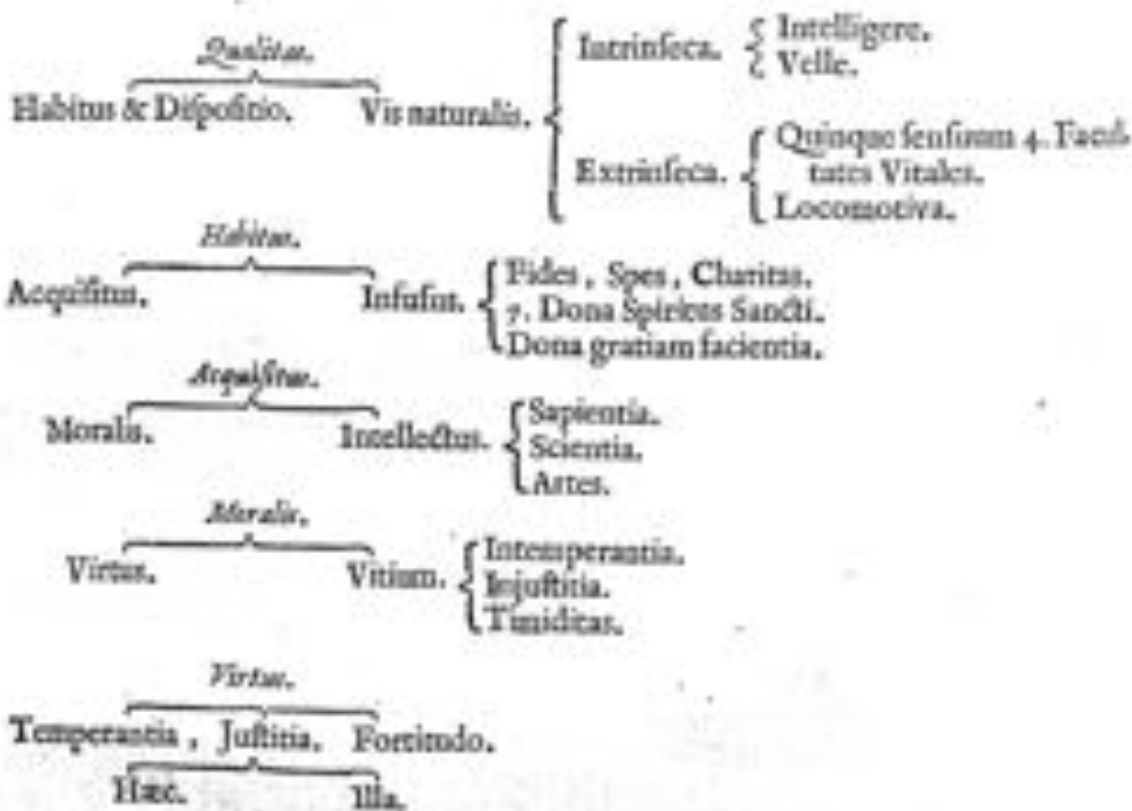 Qualitas.
Habitus & Diſpoſitio. Vis naturalis.
Intrinſeca.
Intelligere.
Velle.
Extrinſeca.
Quinque ſenſuum 4. Facul-
tates Vitales.
Locomotiva.
Habitus.
Acquiſitus. Infuſus.
Fides, Spes, Charitas.
7. Dona Spiritus Sancti.
Dona gratiam facientia.
Acquiſitus.
Moralis. Intellectus.
Sapientia.
Scientia.
Artes.
Moralis.
Virtus. Vitium.
Intemperantia.
Injuſtitia.
Timiditas.
Virtus.
Temperantia, Juſtitia. Fortitudo.
Hæc. Illa.